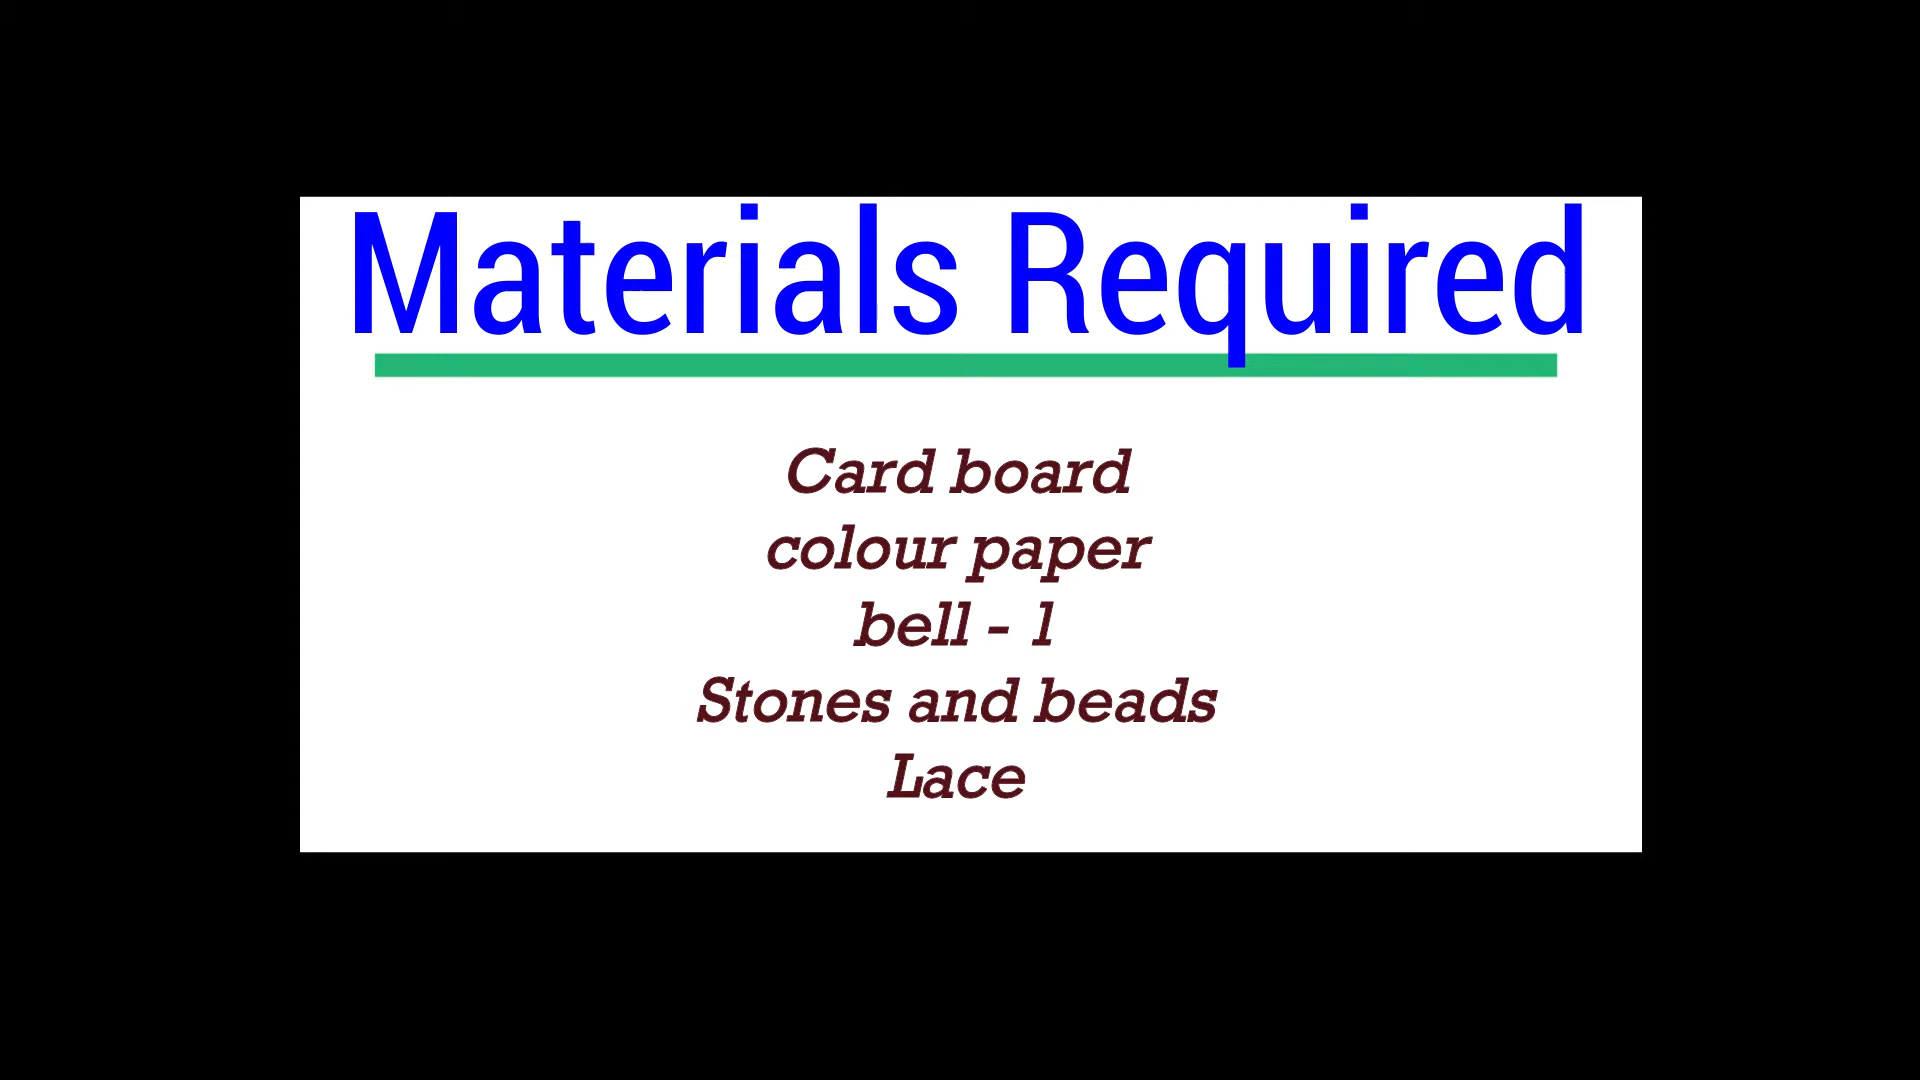 Materials Required
Card board
colour paper
bell - 1
Stones and beads
Lace